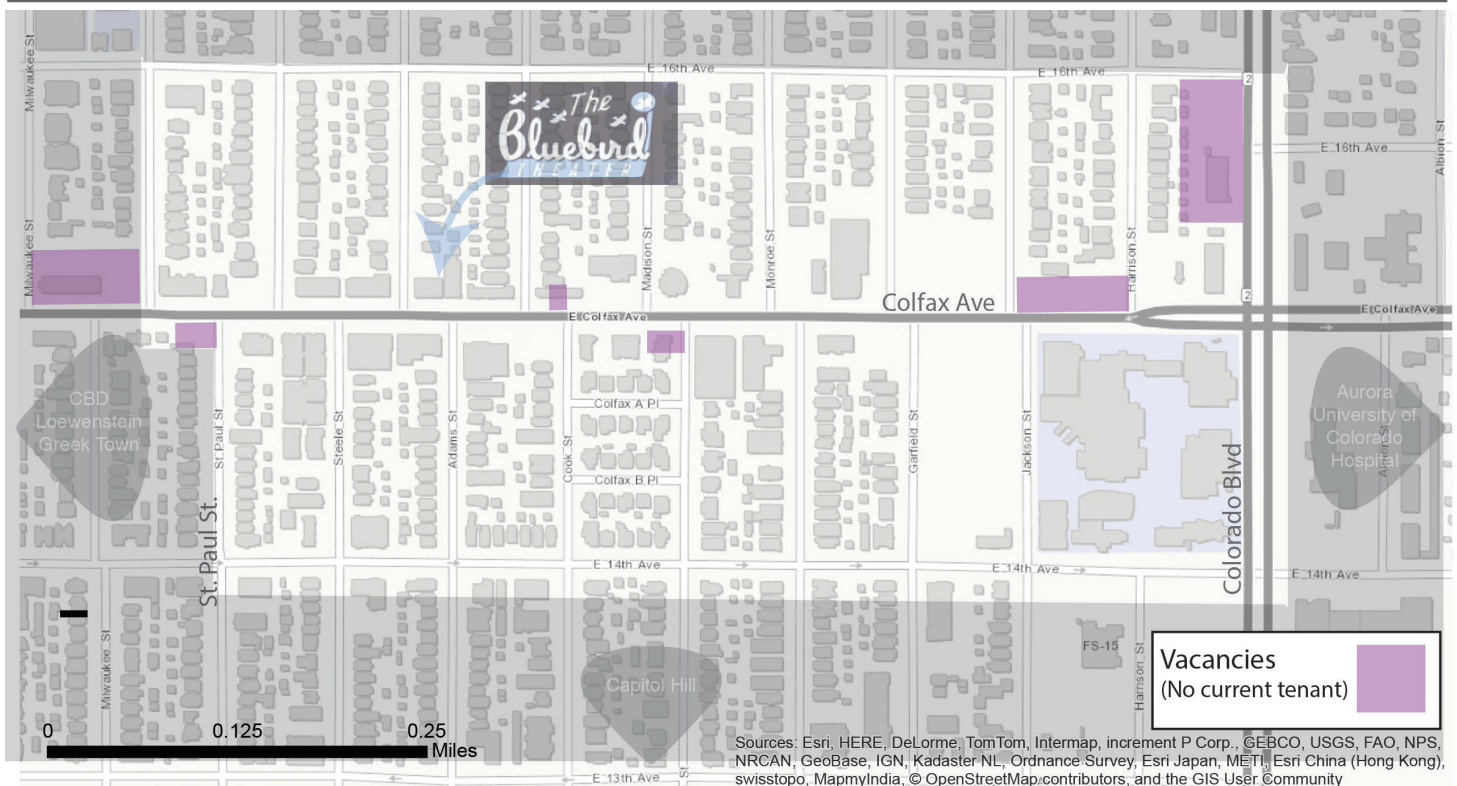 Milwaukee St
E 16th Ave
E 16th Ave
2
The
Bluebird
THEATER
E 16th Ave
Albion St
Milwaukee St
Madison St
Monroe St
Harrison St
2
Colfax Ave
E Colfax Ave
E Colfax Ave
CBD
Loewenstein
Greek Town
St. Paul St
Steele St
Adams St
Cook St
Colfax A Pl
Colfax B Pl
Garfield St
Jackson St
Colorado Blvd
Aurora
University of
Colorado
Hospital
St. Paul St.
E 14th Ave
E 14th Ave
E 14th Ave
Milwaukee St
Capitol Hill
FS-15
Harrison St
Vacancies
(No current tenant)
0 0.125 0.25
Miles
E 13th Ave
St
Sources: Esri, HERE, DeLorme, TomTom, Intermap, increment P Corp., GEBCO, USGS, FAO, NPS,
NRCAN, GeoBase, IGN, Kadaster NL, Ordnance Survey, Esri Japan, METI, Esri China (Hong Kong),
swisstopo, MapmyIndia, © OpenStreetMap contributors, and the GIS User Community